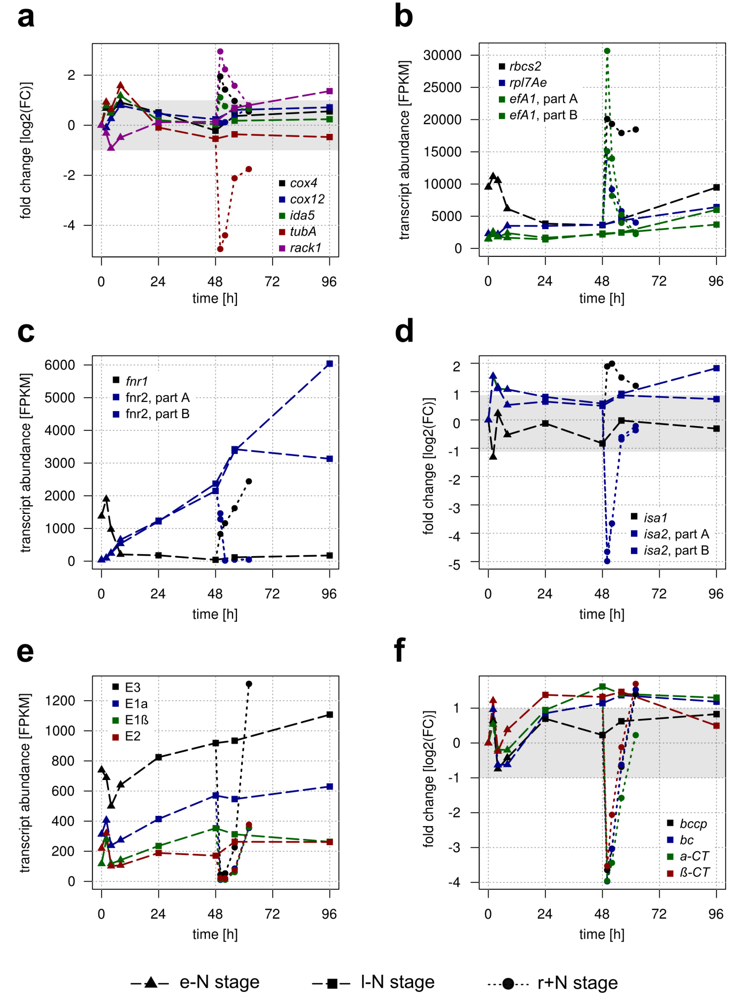 a
fold change [log2(FC)]
2
0
-2
-4
cox4
cox12
ida5
tubA
rack1
0 24 48 72 96
time [h]
b
transcript abundance [FPKM]
30000
25000
20000
15000
10000
5000
0
rbcs2
rpl7Ae
efA1, part A
efA1, part B
0 24 48 72 96
time [h]
c
transcript abundance [FPKM]
6000
5000
4000
3000
2000
1000
0
fnr1
fnr2, part A
fnr2, part B
0 24 48 72 96
time [h]
d
fold change [log2(FC)]
2
1
0
-1
-2
-3
-4
-5
isa1
isa2, part A
isa2, part B
0 24 48 72 96
time [h]
e
transcript abundance [FPKM]
1200
1000
800
600
400
200
0
E3
E1a
E1ß
E2
0 24 48 72 96
time [h]
f
fold change [log2(FC)]
1
0
-1
-2
-3
-4
bccp
bc
a-CT
ß-CT
0 24 48 72 96
time [h]
e-N stage l-N stage r+N stage